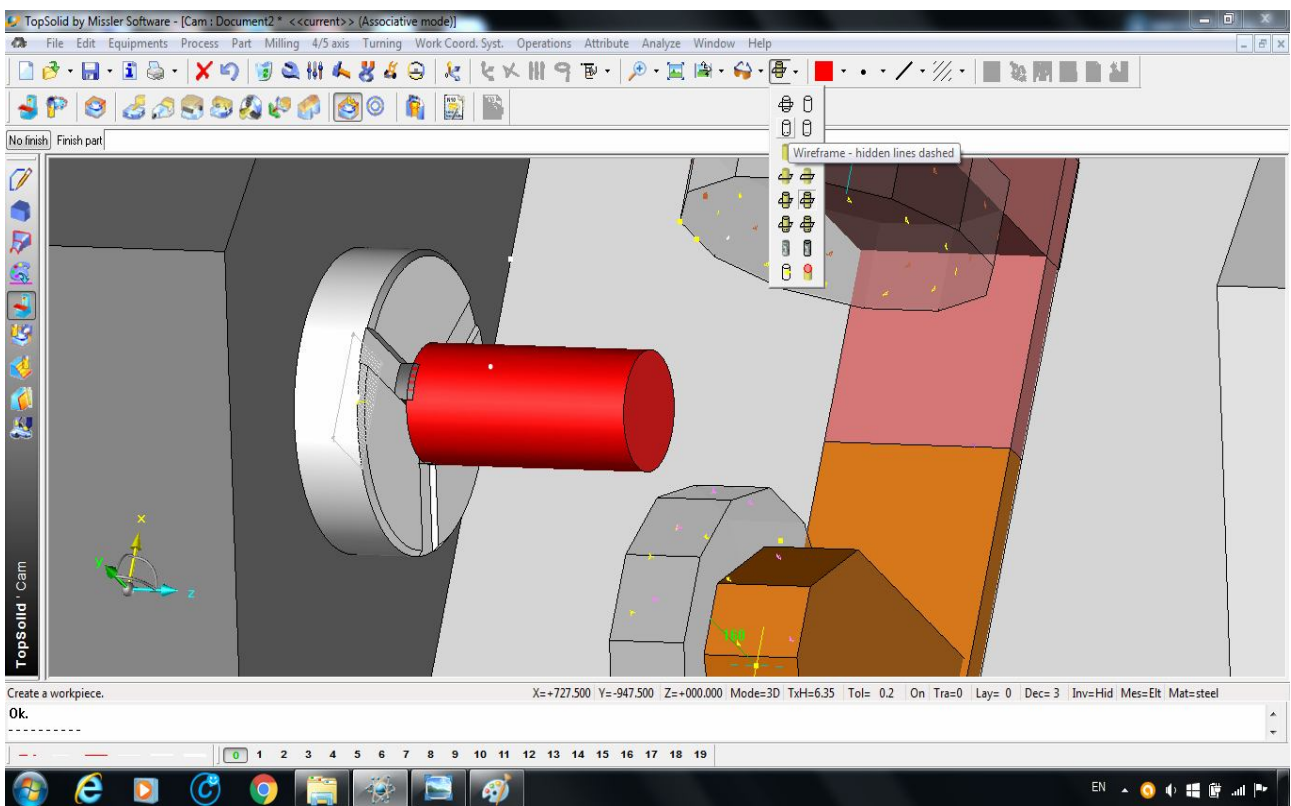 TopSolid by Missler Software - [Cam : Document2 * <<current>> (Associative mode)]
File Edit Equipments Process Part Milling 4/5 axis Turning Work Coord. Syst. Operations Attribute Analyze Window Help
No finish Finish part
Wireframe - hidden lines dashed
x
y
z
160
TopSolid ' Cam
Create a workpiece. X=+727.500 Y=-947.500 Z=+000.000 Mode=3D TxH=6.35 Tol= 0.2 On Tra=0 Lay= 0 Dec= 3 Inv=Hid Mes=Elt Mat=steel
Ok.
----------
0 1 2 3 4 5 6 7 8 9 10 11 12 13 14 15 16 17 18 19
EN